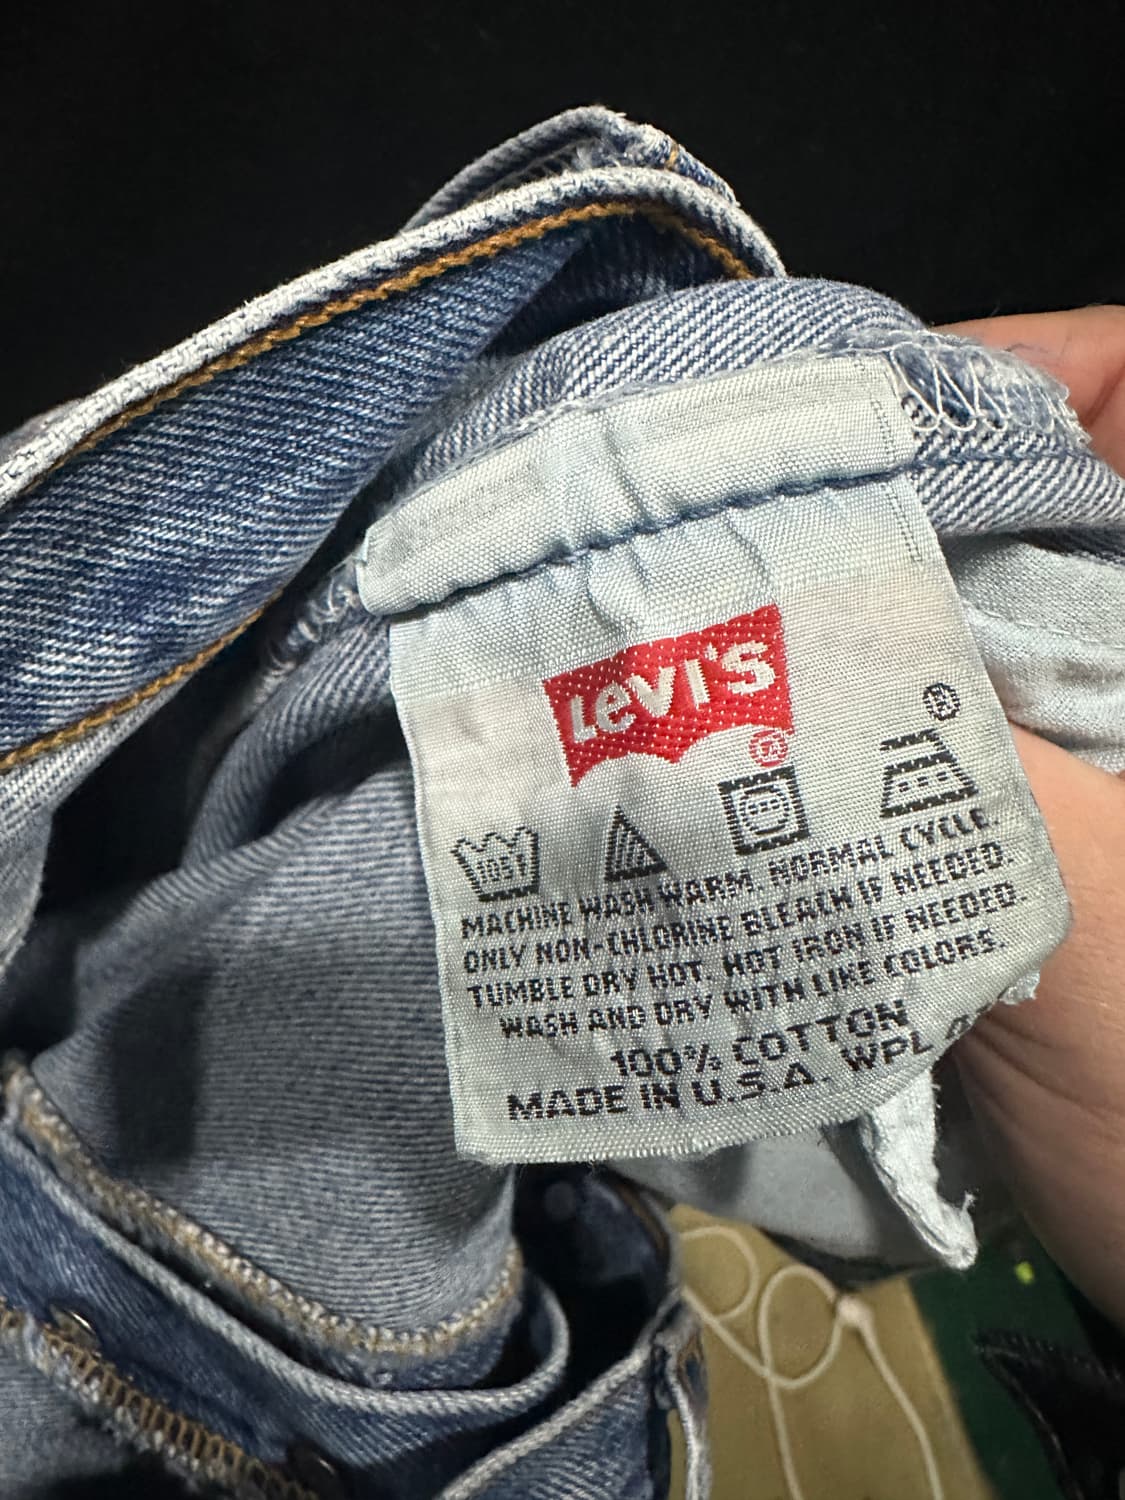 LEVI'S
®
®
105F
MACHINE WASH WARM. NORMAL CYCLE.
ONLY NON-CHLORINE BLEACH IF NEEDED.
TUMBLE DRY HOT. HOT IRON IF NEEDED.
WASH AND DRY WITH LIKE COLORS.
100% COTTON
MADE IN U.S.A. WPL